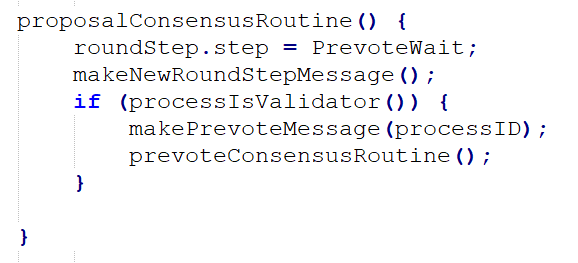 proposalConsensusRoutine() {
    roundStep.step = PrevoteWait;
    makeNewRoundStepMessage();
    if (processIsValidator()) {
        makePrevoteMessage(processID);
        prevoteConsensusRoutine();
    }
}